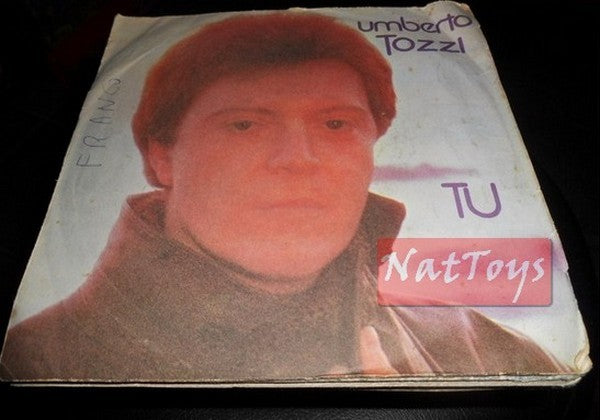 umberto
TOZZI
FRANCO
TU
NatToys